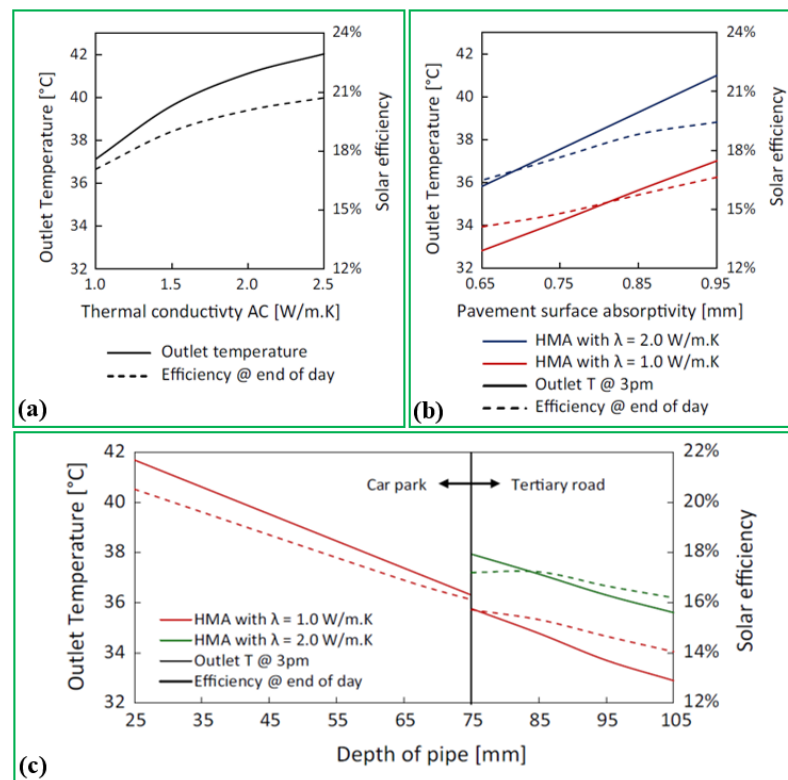 42
40
38
36
34
32
Outlet Temperature [°C]
24%
21%
18%
15%
12%
Solar efficiency
1.0 1.5 2.0 2.5
Thermal conductivty AC [W/m.K]
Outlet temperature
Efficiency @ end of day
(a)
42
40
38
36
34
32
Outlet Temperature [°C]
24%
21%
18%
15%
12%
Solar efficiency
0.65 0.75 0.85 0.95
Pavement surface absorptivity [mm]
HMA with λ = 2.0 W/m.K
HMA with λ = 1.0 W/m.K
Outlet T @ 3pm
Efficiency @ end of day
(b)
42
40
38
36
34
32
Outlet Temperature [°C]
Car park
Tertiary road
22%
20%
18%
16%
14%
12%
Solar efficiency
HMA with λ = 1.0 W/m.K
HMA with λ = 2.0 W/m.K
Outlet T @ 3pm
Efficiency @ end of day
25 35 45 55 65 75 85 95 105
Depth of pipe [mm]
(c)